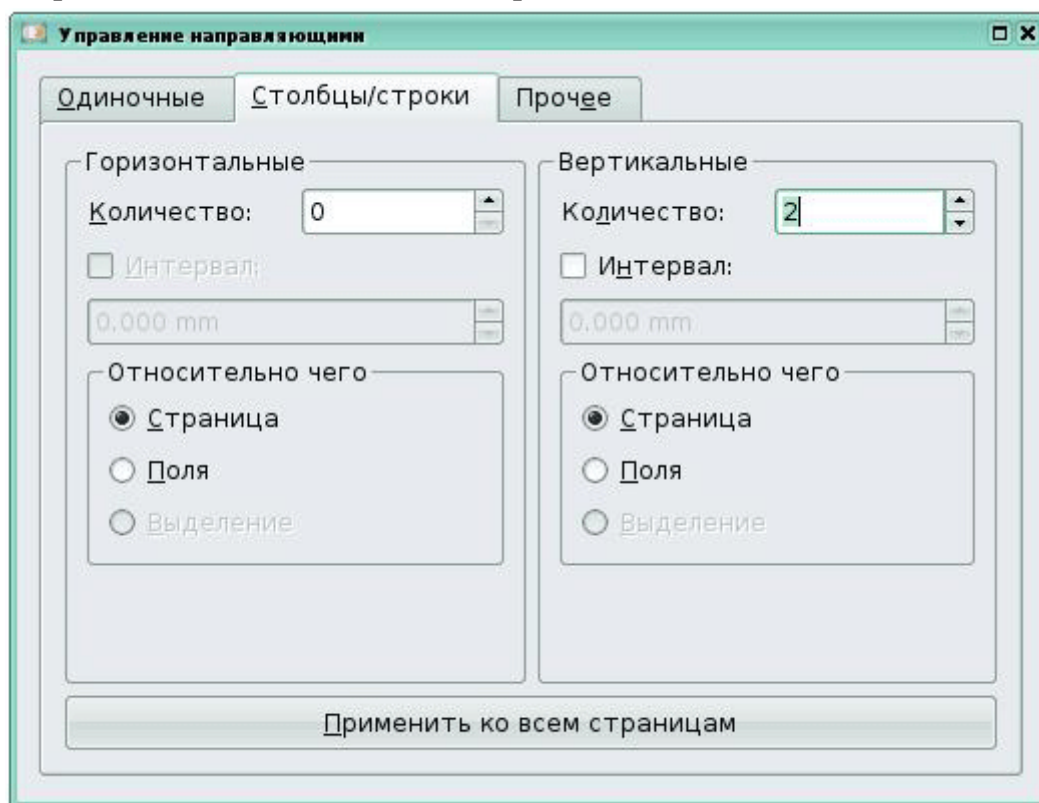 Управление направляющими
Одиночные Столбцы/строки Прочее
Горизонтальные
Количество: 0
Интервал:
0,000 mm
Относительно чего
Страница
Поля
Выделение
Вертикальные
Количество: 2
Интервал:
0,000 mm
Относительно чего
Страница
Поля
Выделение
Применить ко всем страницам